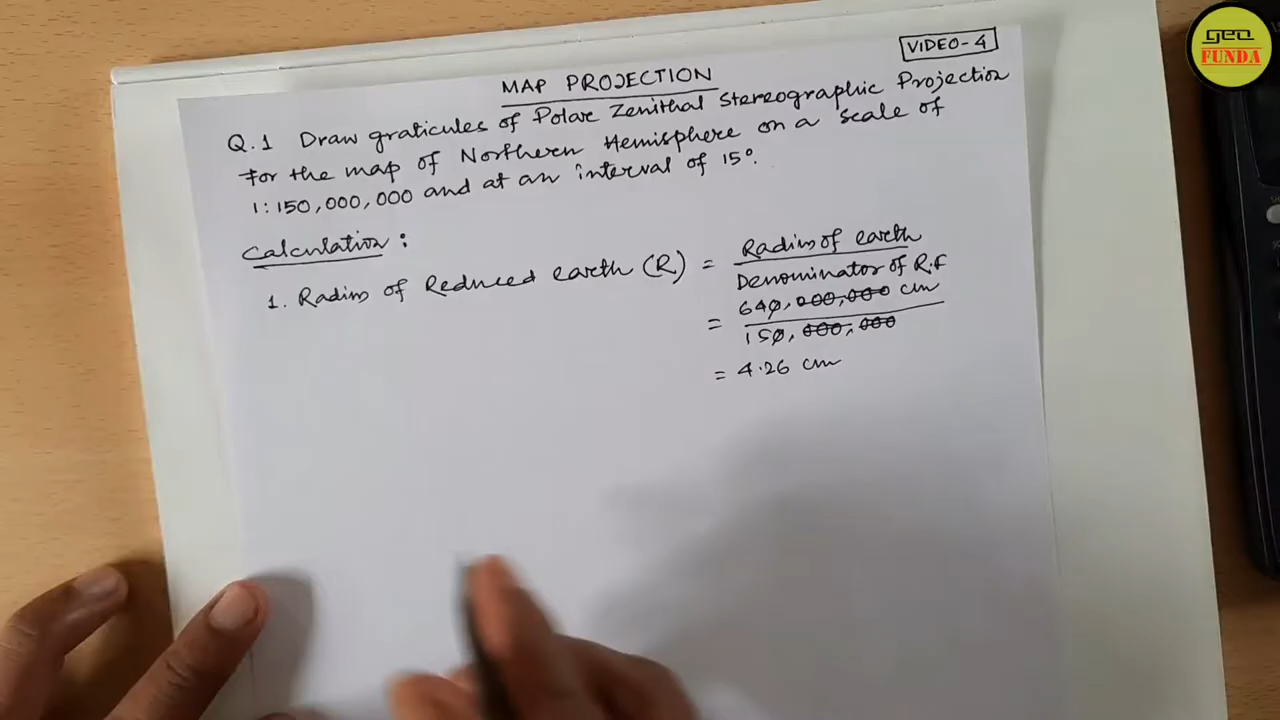 GEO
FUNDA
VIDEO-4
MAP PROJECTION
Q.1 Draw graticules of Polar Zenithal Stereographic Projection
For the map of Northern Hemisphere on a scale of
1:150,000,000 and at an interval of 15°.
Calculation:
1. Radius of Reduced earth (R) = Radius of earth
Denominator of R.F
= 640,000,000 cm
150,000,000
= 4.26 cm